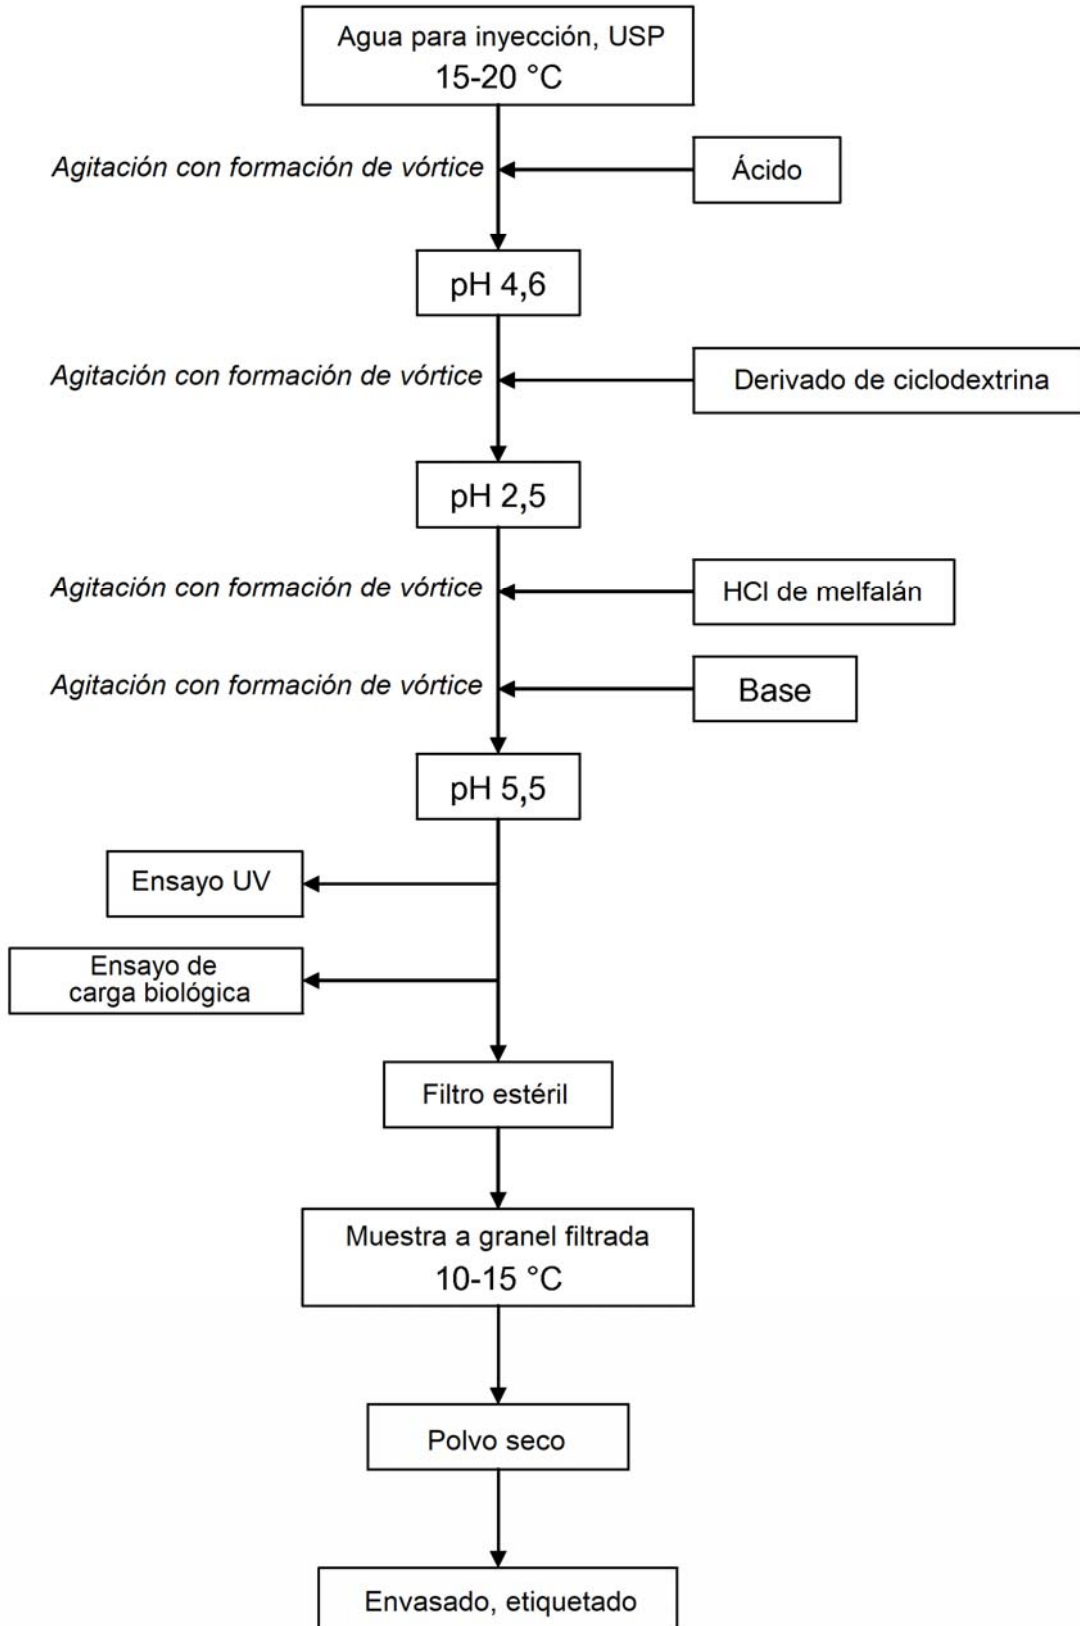 Agua para inyección, USP
15-20 °C
Agitación con formación de vórtice
Ácido
pH 4,6
Agitación con formación de vórtice
Derivado de ciclodextrina
pH 2,5
Agitación con formación de vórtice
HCl de melfalán
Agitación con formación de vórtice
Base
pH 5,5
Ensayo UV
Ensayo de
carga biológica
Filtro estéril
Muestra a granel filtrada
10-15 °C
Polvo seco
Envasado, etiquetado